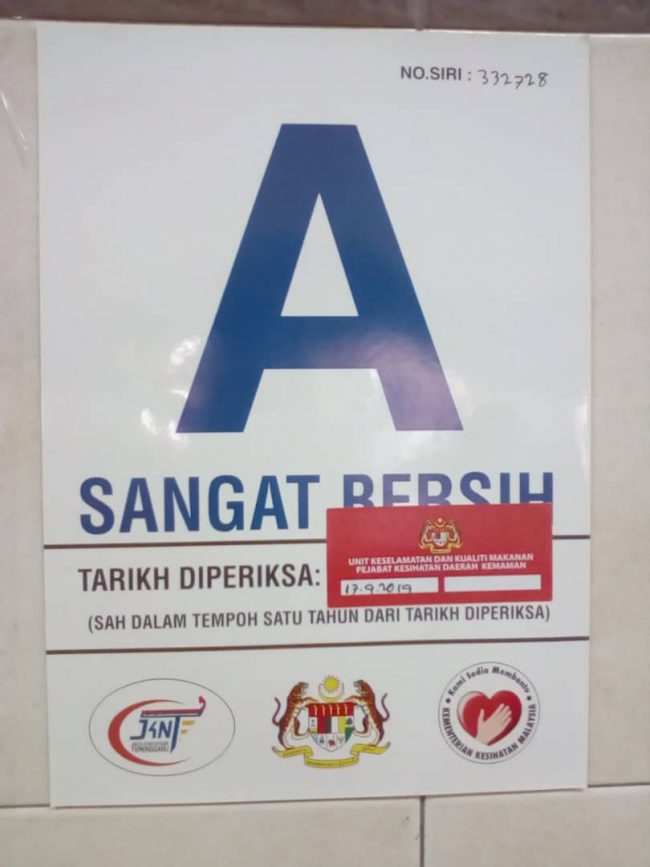 NO.SIRI : 332728
A
SANGAT BERSIH
UNIT KESELAMATAN DAN KUALITI MAKANAN
PEJABAT KESIHATAN DAERAH KEMAMAN
TARIKH DIPERIKSA: 17.9.2019
(SAH DALAM TEMPOH SATU TAHUN DARI TARIKH DIPERIKSA)
JKNT
TERENGGANU
Kami Sedia Membantu
KEMENTERIAN KESIHATAN MALAYSIA